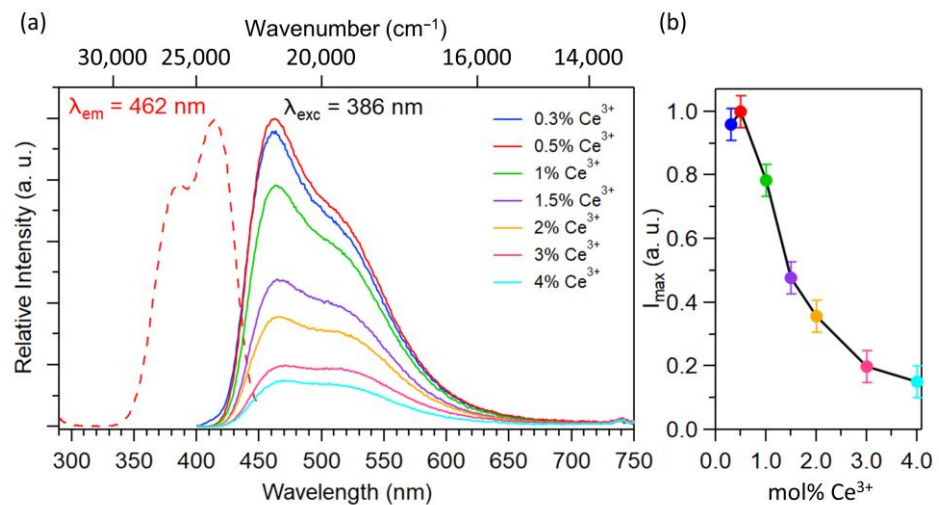 (a)
Wavenumber (cm⁻¹)
30,000 25,000 20,000 16,000 14,000
λem = 462 nm λexc = 386 nm
0.3% Ce³⁺
0.5% Ce³⁺
1% Ce³⁺
1.5% Ce³⁺
2% Ce³⁺
3% Ce³⁺
4% Ce³⁺
Relative Intensity (a. u.)
300 350 400 450 500 550 600 650 700 750
Wavelength (nm)
(b)
1.0
0.8
0.6
0.4
0.2
0.0
Imax (a. u.)
0.0 1.0 2.0 3.0 4.0
mol% Ce³⁺